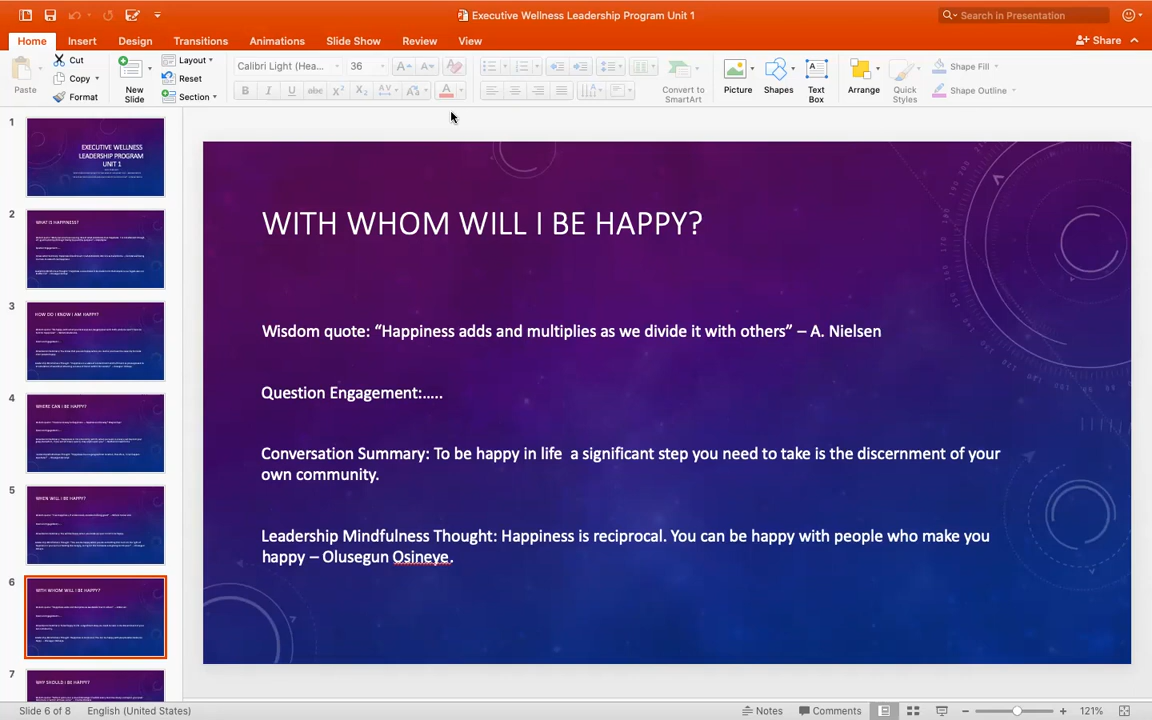 Executive Wellness Leadership Program Unit 1
Search in Presentation
Home Insert Design Transitions Animations Slide Show Review View
Share
Paste
Cut
Copy
Format
New Slide
Layout
Reset
Section
Calibri Light (Hea...
36
Convert to SmartArt
Picture
Shapes
Text Box
Arrange
Quick Styles
Shape Fill
Shape Outline
1
EXECUTIVE WELLNESS
LEADERSHIP PROGRAM
UNIT 1
2
WHAT IS HAPPINESS?
3
HOW DO I KNOW I AM HAPPY?
4
WHERE CAN I BE HAPPY?
5
WHEN WILL I BE HAPPY?
6
WITH WHOM WILL I BE HAPPY?
7
WHY SHOULD I BE HAPPY?
WITH WHOM WILL I BE HAPPY?
Wisdom quote: “Happiness adds and multiplies as we divide it with others” – A. Nielsen
Question Engagement:…..
Conversation Summary: To be happy in life  a significant step you need to take is the discernment of your
own community.
Leadership Mindfulness Thought: Happiness is reciprocal. You can be happy with people who make you
happy – Olusegun Osineye.
Slide 6 of 8
English (United States)
Notes
Comments
121%